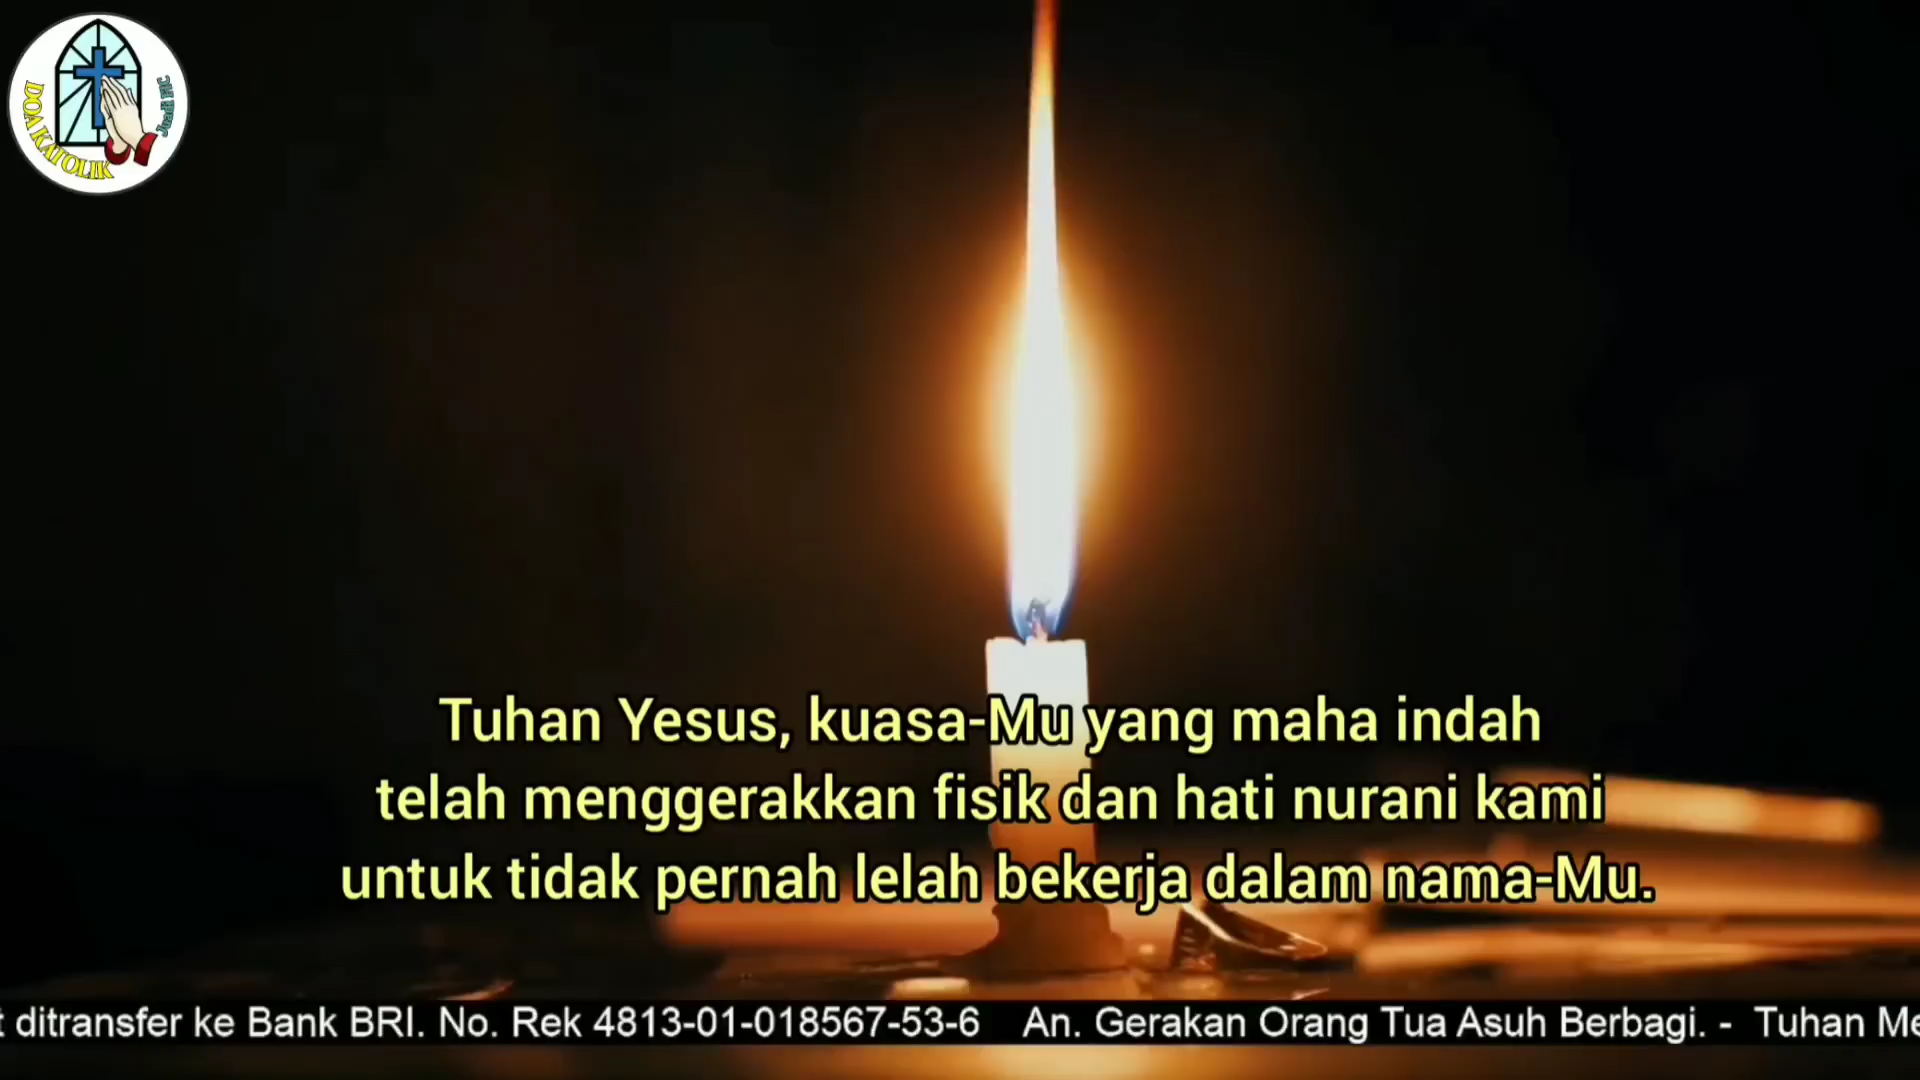 DOA KATOLIK
Tuhan Yesus, kuasa-Mu yang maha indah
telah menggerakkan fisik dan hati nurani kami
untuk tidak pernah lelah bekerja dalam nama-Mu.
ditransfer ke Bank BRI. No. Rek 4813-01-018567-53-6 An. Gerakan Orang Tua Asuh Berbagi. - Tuhan